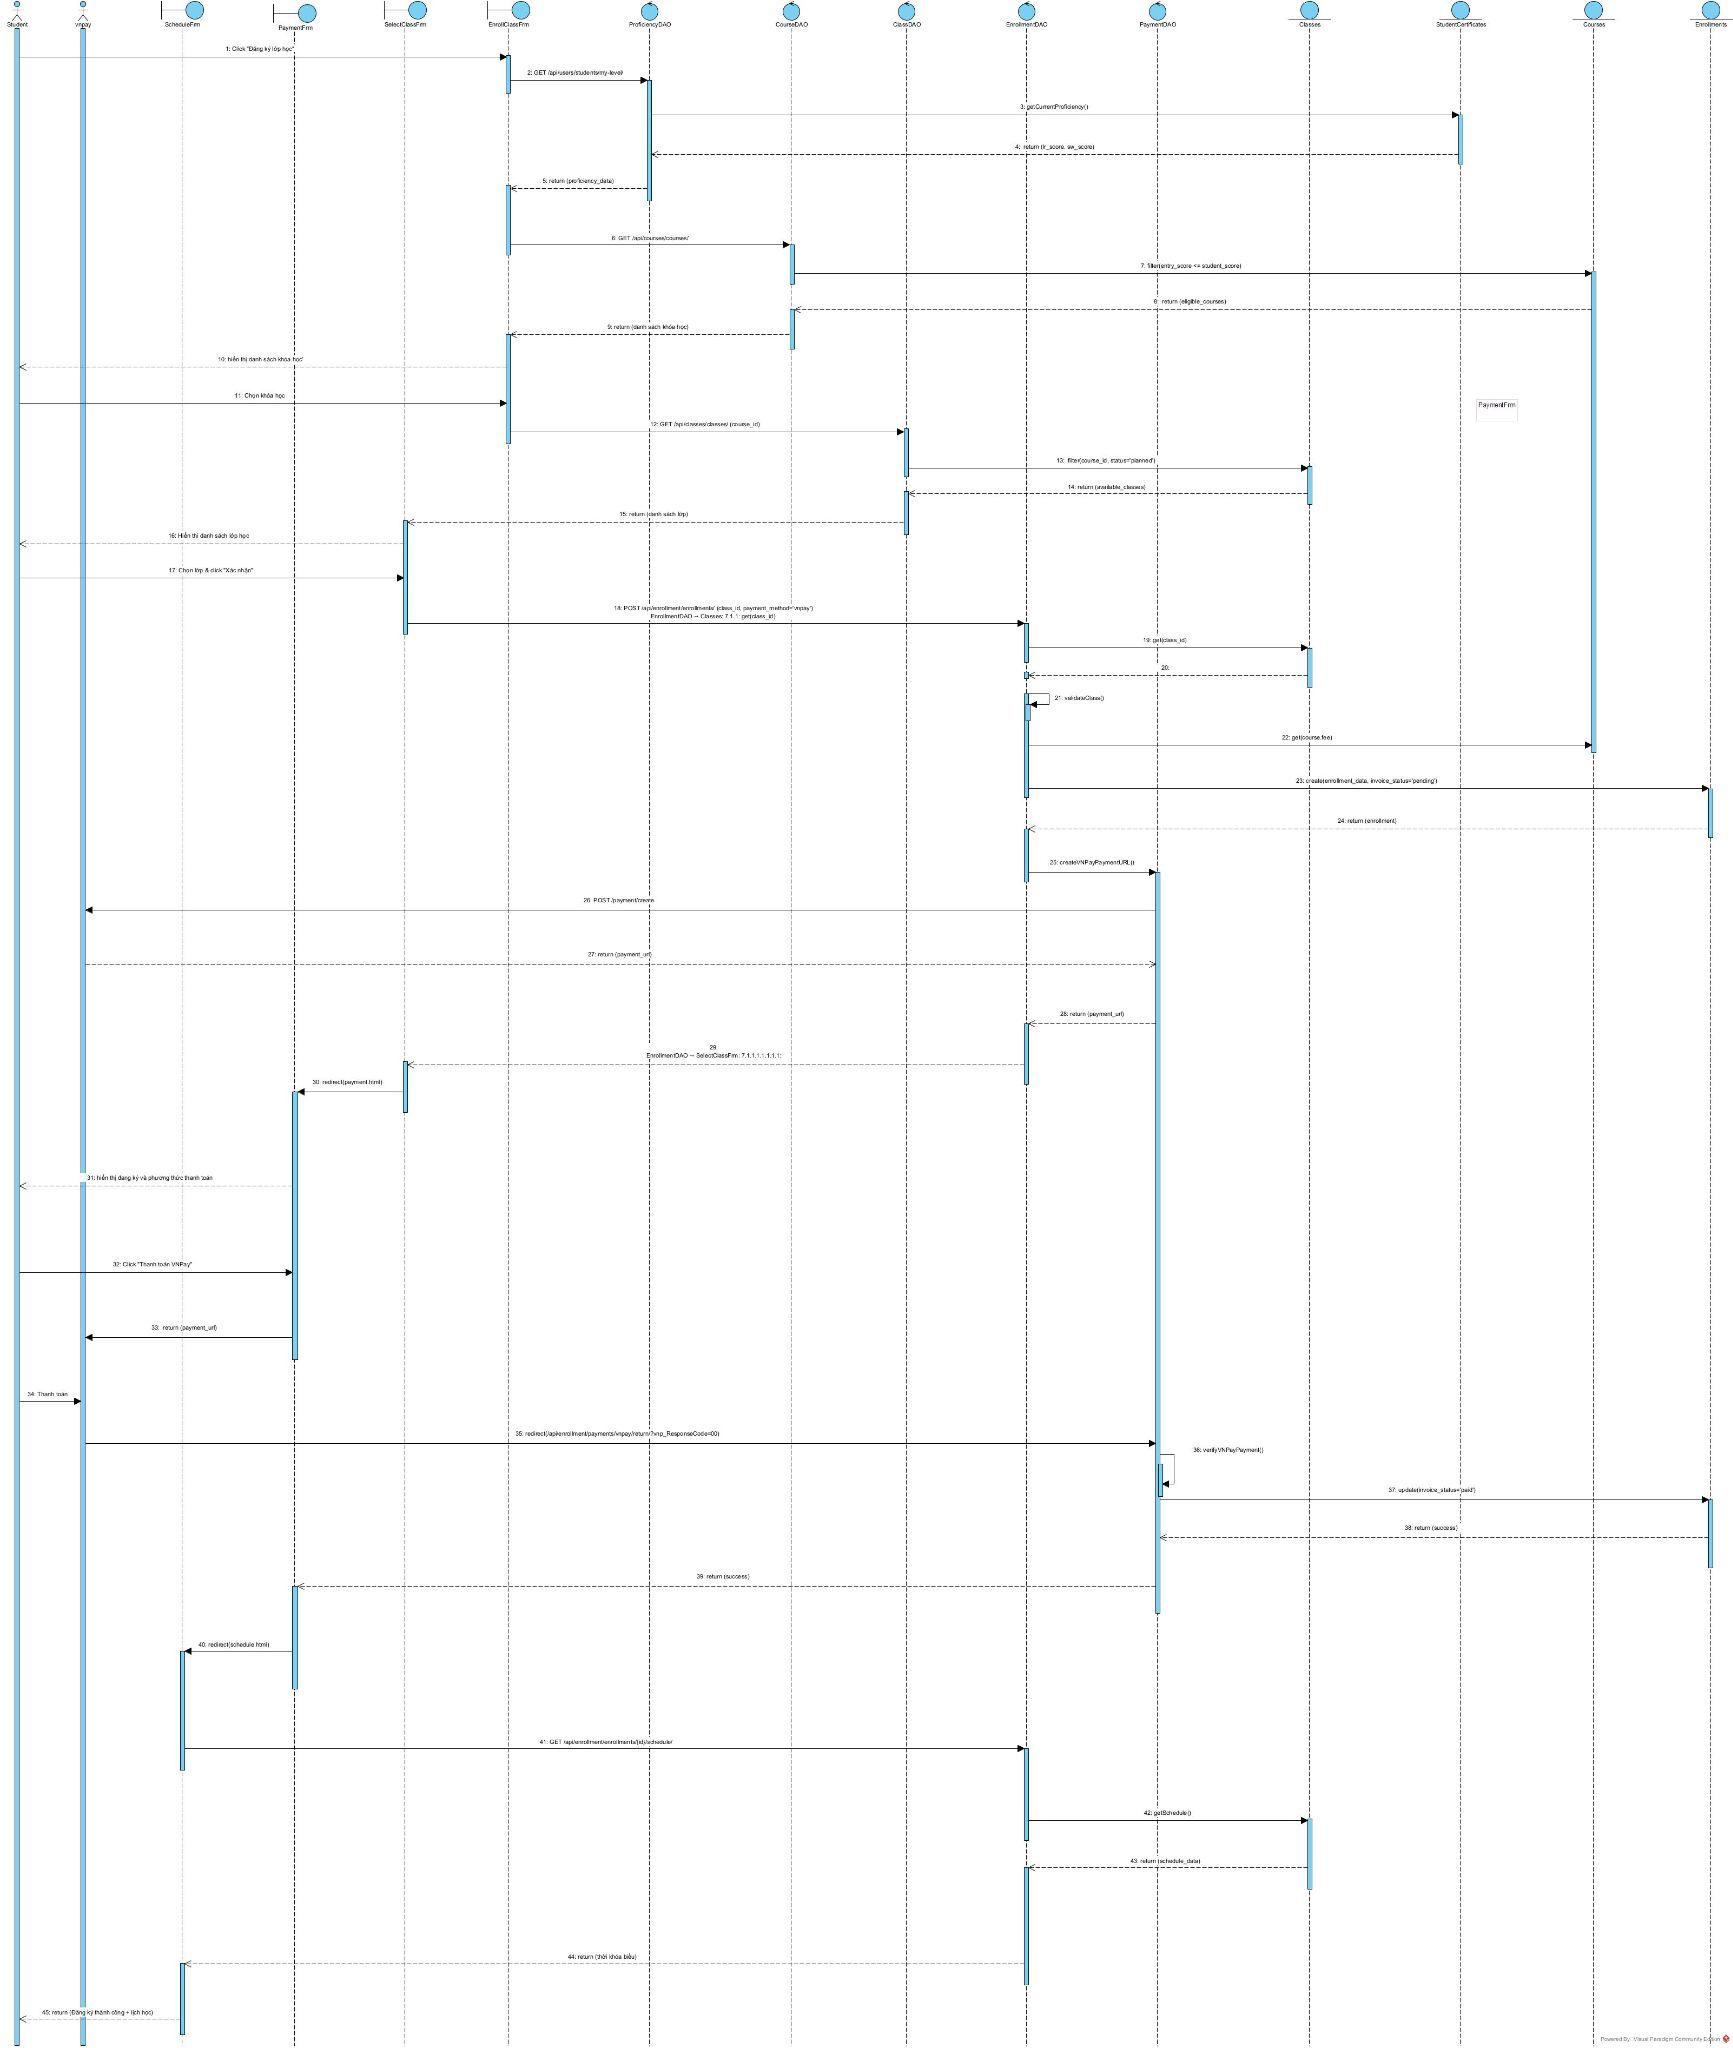 Student
vnpay
ScheduleFrm
PaymentFrm
SelectClassFrm
EnrollClassFrm
ProficiencyDAO
CourseDAO
ClassDAO
EnrollmentDAO
PaymentDAO
Classes
StudentCertificates
Courses
Enrollments
1: Click "Đăng ký lớp học"
2: GET /api/users/students/my-level/
3: getCurrentProficiency()
4: return (lr_score, sw_score)
5: return (proficiency_data)
6: GET /api/courses/courses/
7: filter(entry_score <= student_score)
8: return (eligible_courses)
9: return (danh sách khóa học)
10: hiển thị danh sách khóa học
11: Chọn khóa học
PaymentFrm
12: GET /api/classes/classes/ (course_id)
13: filter(course_id, status='planned')
14: return (available_classes)
15: return (danh sách lớp)
16: Hiển thị danh sách lớp học
17: Chọn lớp & click "Xác nhận"
18: POST /api/enrollment/enrollments/ (class_id, payment_method='vnpay')
EnrollmentDAO → Classes: 7.1.1: get(class_id)
19: get(class_id)
20:
21: validateClass()
22: get(course.fee)
23: create(enrollment_data, invoice_status='pending')
24: return (enrollment)
25: createVNPayPaymentURL()
26: POST /payment/create
27: return (payment_url)
28: return (payment_url)
29:
EnrollmentDAO → SelectClassFrm: 7.1.1.1.1.1.1.1:
30: redirect(payment.html)
31: hiển thị đăng ký và phương thức thanh toán
32: Click "Thanh toán VNPay"
33: return (payment_url)
34: Thanh toán
35: redirect(/api/enrollment/payments/vnpay/return/?vnp_ResponseCode=00)
36: verifyVNPayPayment()
37: update(invoice_status='paid')
38: return (success)
39: return (success)
40: redirect(schedule.html)
41: GET /api/enrollment/enrollments/{id}/schedule/
42: getSchedule()
43: return (schedule_data)
44: return (thời khóa biểu)
45: return (Đăng ký thành công + lịch học)
Powered By: Visual Paradigm Community Edition